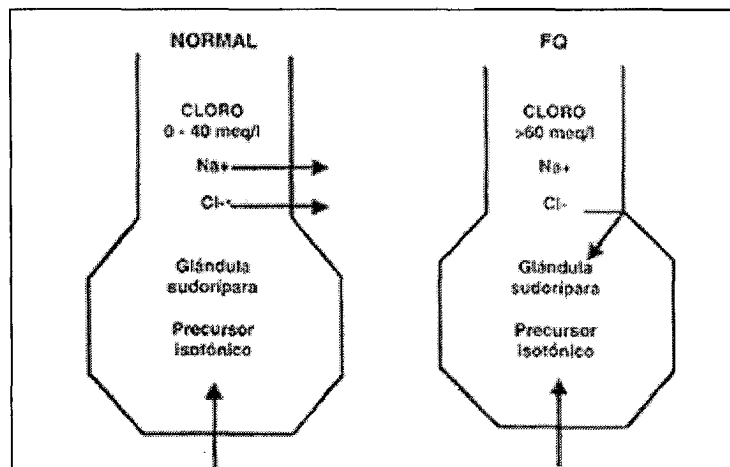 NORMAL
CLORO
0 - 40 meq/l
Na+
Cl-
Glándula
sudorípara
Precursor
isotónico
FQ
CLORO
>60 meq/l
Na+
Cl-
Glándula
sudorípara
Precursor
isotónico